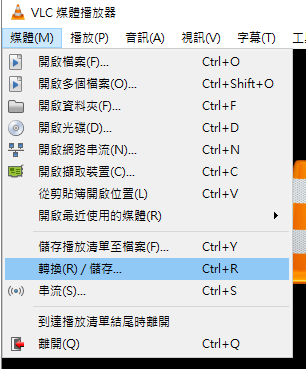 VLC 媒體播放器
媒體(M) 播放(P) 音訊(A) 視訊(V) 字幕(T) 工
開啟檔案(F)... Ctrl+O
開啟多個檔案(O)... Ctrl+Shift+O
開啟資料夾(F)... Ctrl+F
開啟光碟(D)... Ctrl+D
開啟網路串流(N)... Ctrl+N
開啟擷取裝置(C)... Ctrl+C
從剪貼簿開啟位置(L) Ctrl+V
開啟最近使用的媒體(R)
儲存播放清單至檔案(F)... Ctrl+Y
轉換(R) / 儲存... Ctrl+R
串流(S)... Ctrl+S
到達播放清單結尾時離開
離開(Q) Ctrl+Q